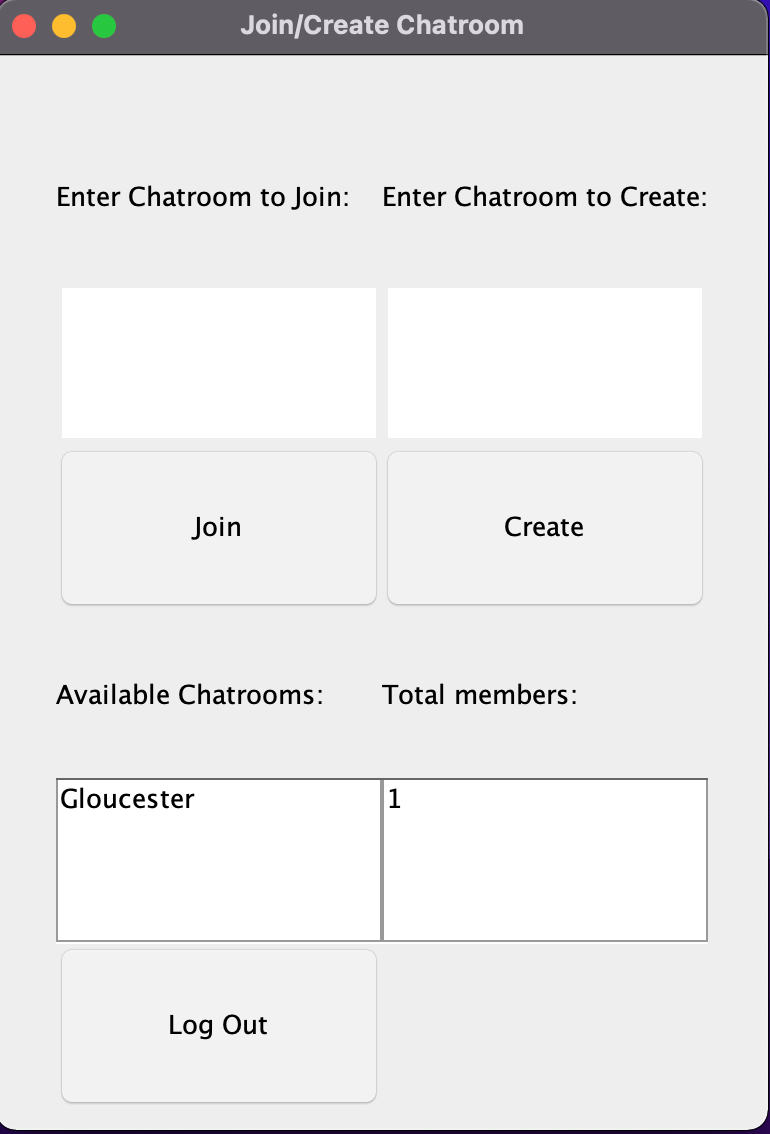 Join/Create Chatroom
Enter Chatroom to Join:
Enter Chatroom to Create:
Join
Create
Available Chatrooms:
Total members:
Gloucester
1
Log Out